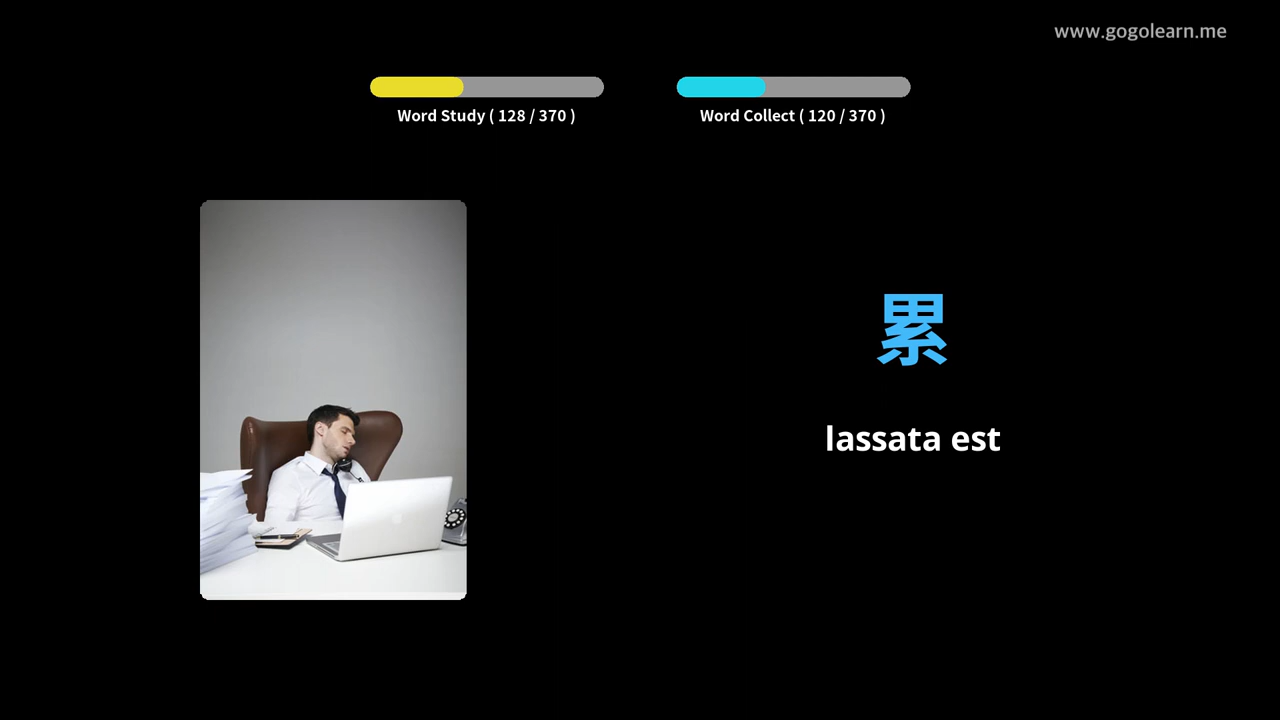 www.gogolearn.me
Word Study ( 128 / 370 )
Word Collect ( 120 / 370 )
累
lassata est